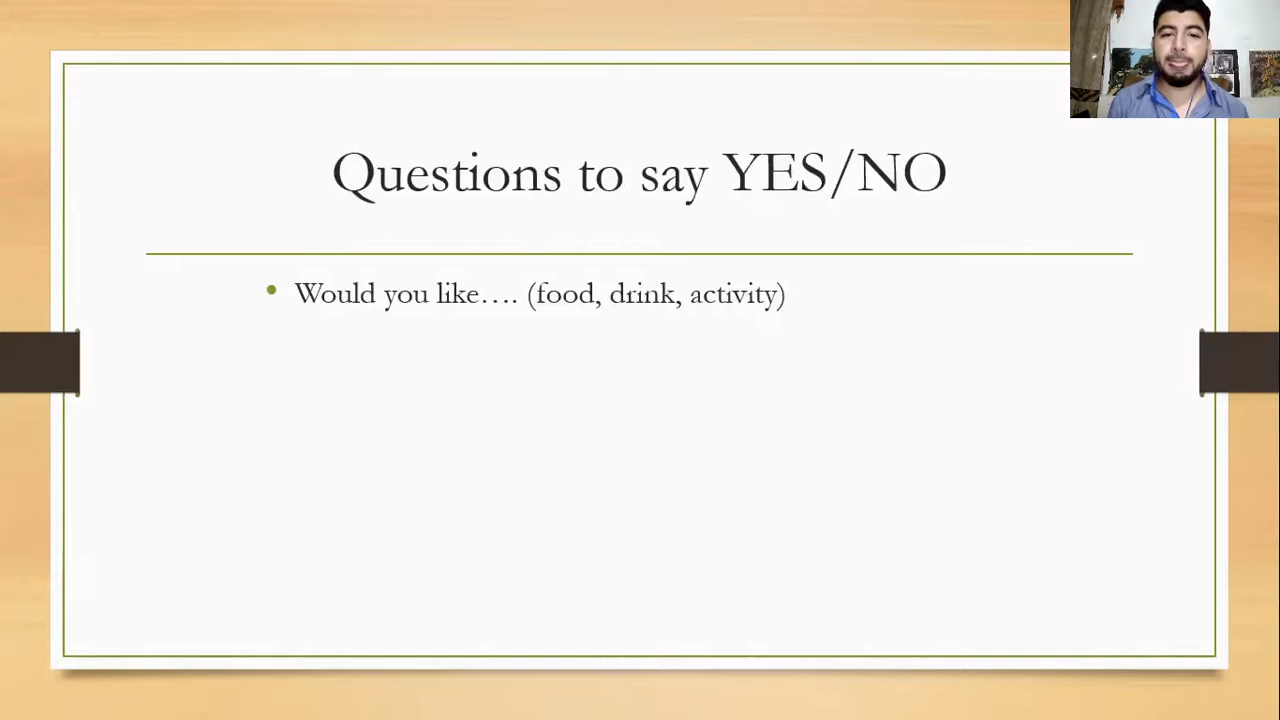 Questions to say YES/NO
• Would you like…. (food, drink, activity)